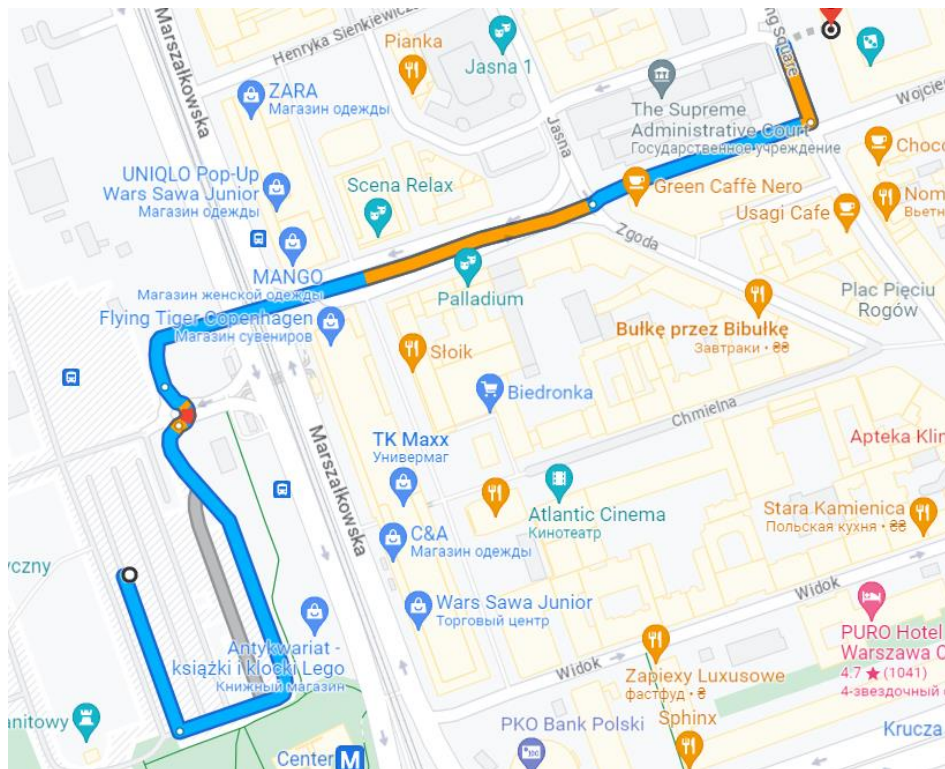 Marszałkowska
Henryka Sienkiewicza
Pianka
Jasna 1
ng Square
ZARA
Магазин одежды
The Supreme
Administrative Court
Государственное учреждение
Wojcie
Jasna
Choco
UNIQLO Pop-Up
Wars Sawa Junior
Магазин одежды
Scena Relax
Green Caffè Nero
Usagi Cafe
Nom
Вьетн
Zgoda
MANGO
Магазин женской одежды
Palladium
Plac Pięciu
Rogów
Flying Tiger Copenhagen
Магазин сувениров
Bułkę przez Bibułkę
Завтраки • ₴₴
Słoik
Biedronka
Chmielna
Marszałkowska
TK Maxx
Универмаг
Apteka Klin
Atlantic Cinema
Кинотеатр
Stara Kamienica
Польская кухня • ₴₴
C&A
Магазин одежды
yczny
Wars Sawa Junior
Торговый центр
Widok
PURO Hotel
Warszawa C
4.7 ★ (1041)
4-звездочный
Antykwariat -
książki i klocki Lego
Книжный магазин
Widok
Zapiexy Luxusowe
фастфуд • ₴
anitowy
PKO Bank Polski
Sphinx
Krucza
Center M